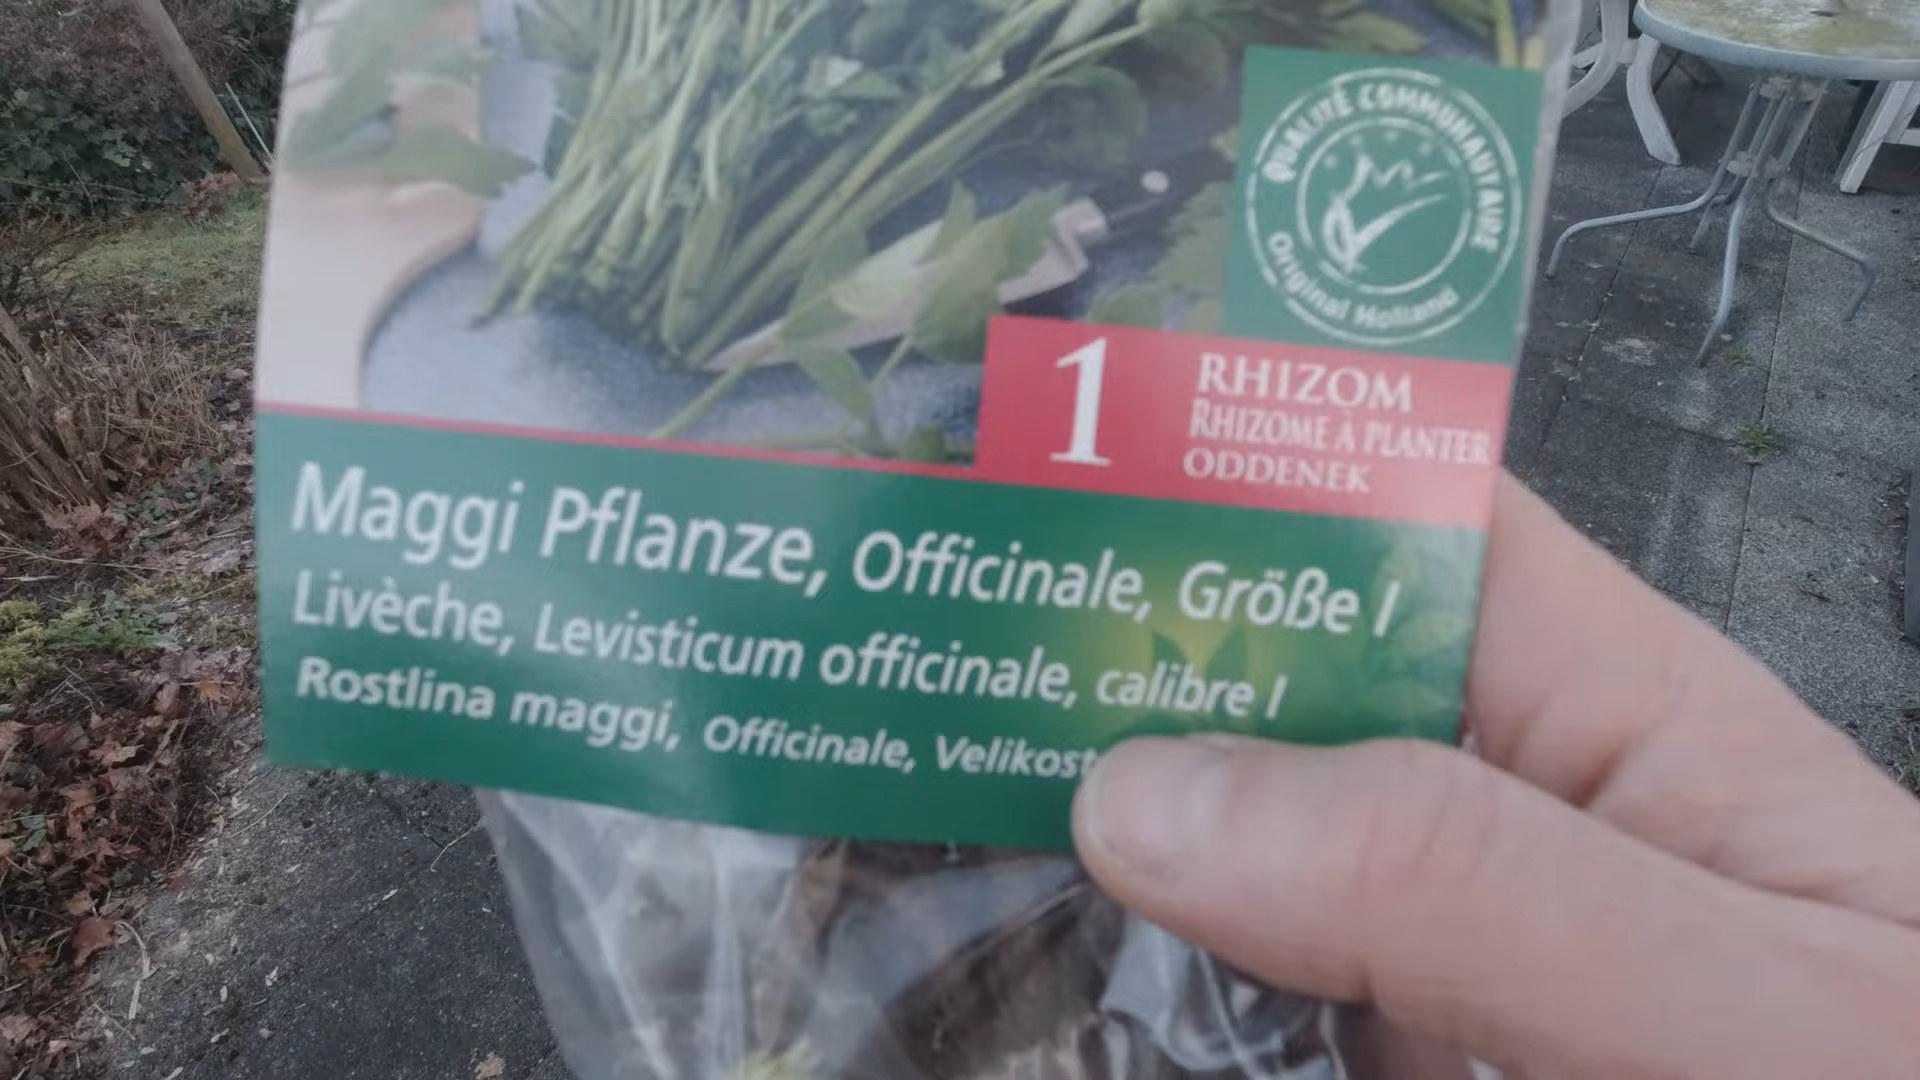 QUALITÉ COMMUNAUTAIRE
Original Holland
1
RHIZOM
RHIZOME À PLANTER
ODDENEK
Maggi Pflanze, Officinale, Größe I
Livèche, Levisticum officinale, calibre I
Rostlina maggi, Officinale, Velikost